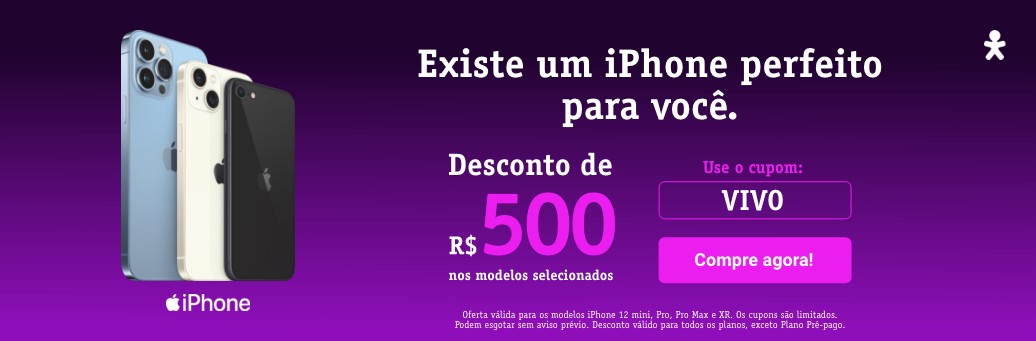 Existe um iPhone perfeito
para você.
Desconto de
R$ 500
nos modelos selecionados
Use o cupom:
VIVO
Compre agora!
iPhone
Oferta válida para os modelos iPhone 12 mini, Pro, Pro Max e XR. Os cupons são limitados.
Podem esgotar sem aviso prévio. Desconto válido para todos os planos, exceto Plano Pré-pago.